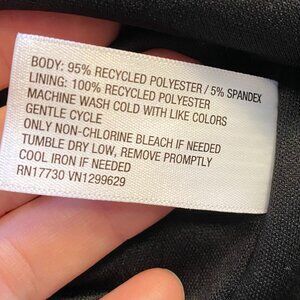 BODY: 95% RECYCLED POLYESTER / 5% SPANDEX
LINING: 100% RECYCLED POLYESTER
MACHINE WASH COLD WITH LIKE COLORS
GENTLE CYCLE
ONLY NON-CHLORINE BLEACH IF NEEDED
TUMBLE DRY LOW, REMOVE PROMPTLY
COOL IRON IF NEEDED
RN17730 VN1299629